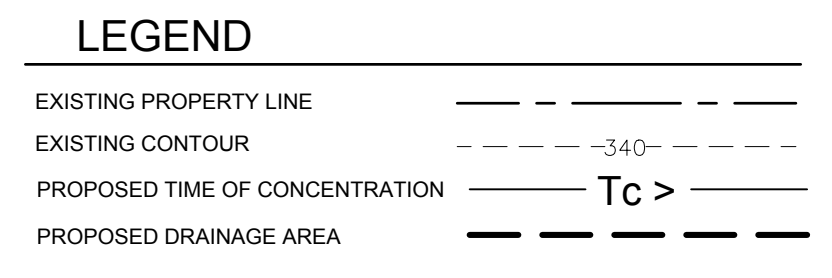 LEGEND
EXISTING PROPERTY LINE
EXISTING CONTOUR 340
PROPOSED TIME OF CONCENTRATION Tc >
PROPOSED DRAINAGE AREA